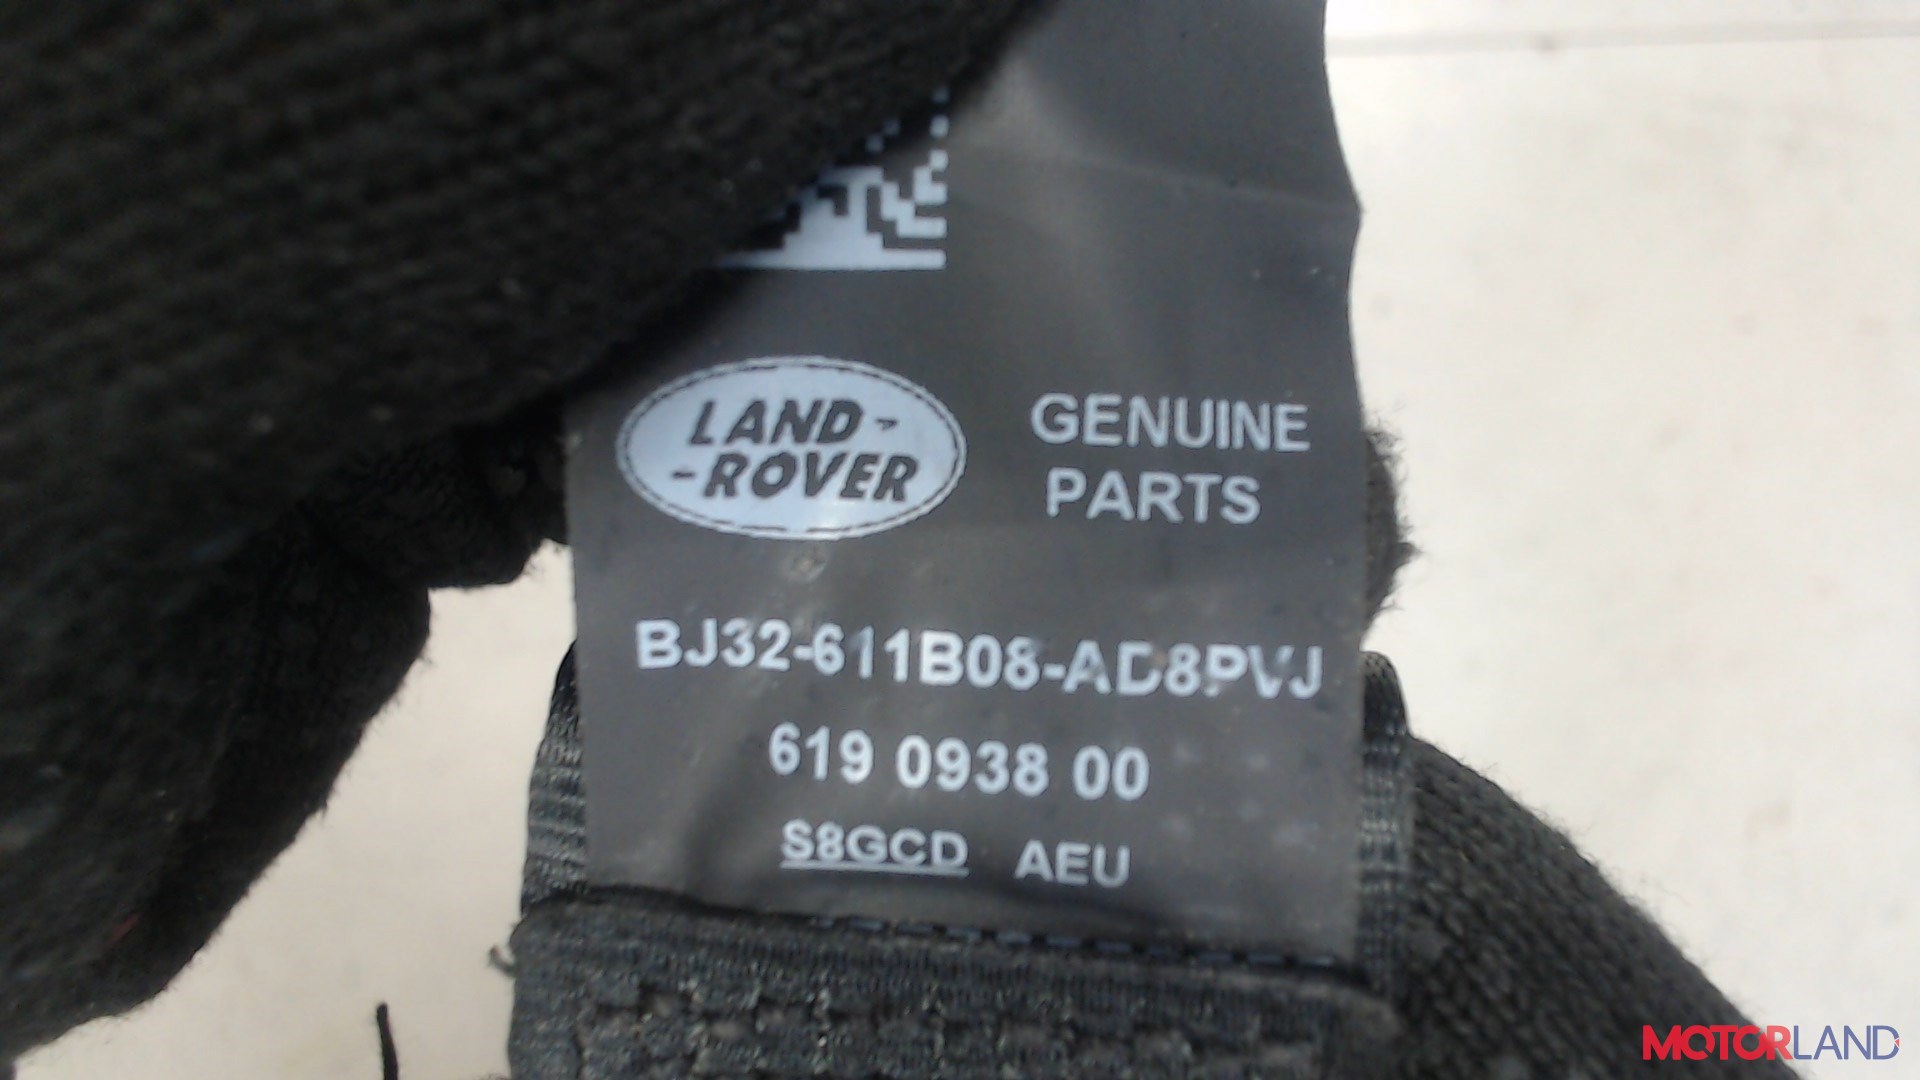 LAND-
-ROVER
GENUINE
PARTS
BJ32-611B08-AD8PVJ
619 0938 00
S8GCD AEU
MOTORLAND